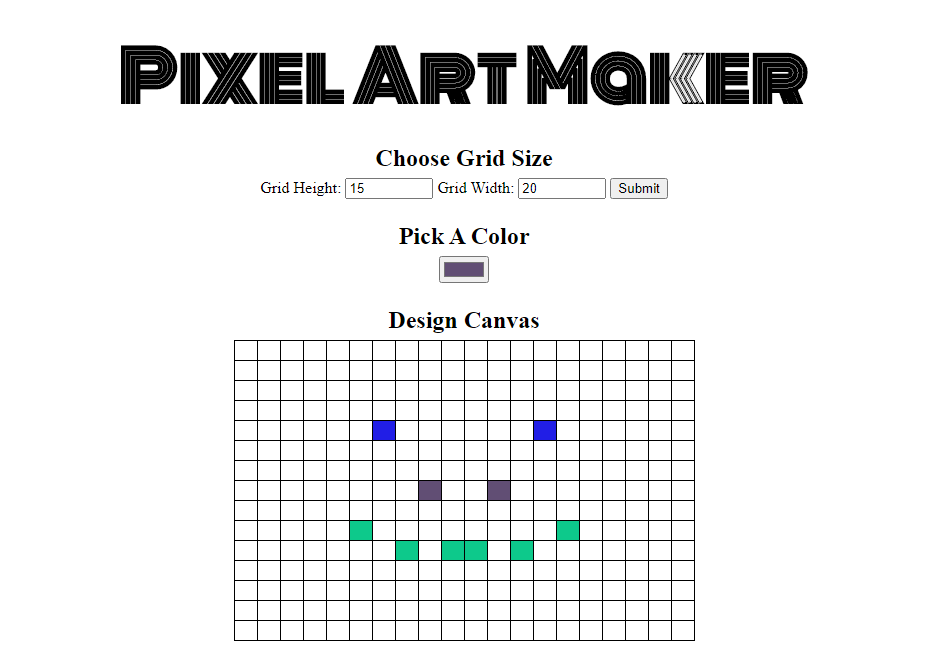 Pixel Art Maker
Choose Grid Size
Grid Height: 15 Grid Width: 20 Submit
Pick A Color
Design Canvas